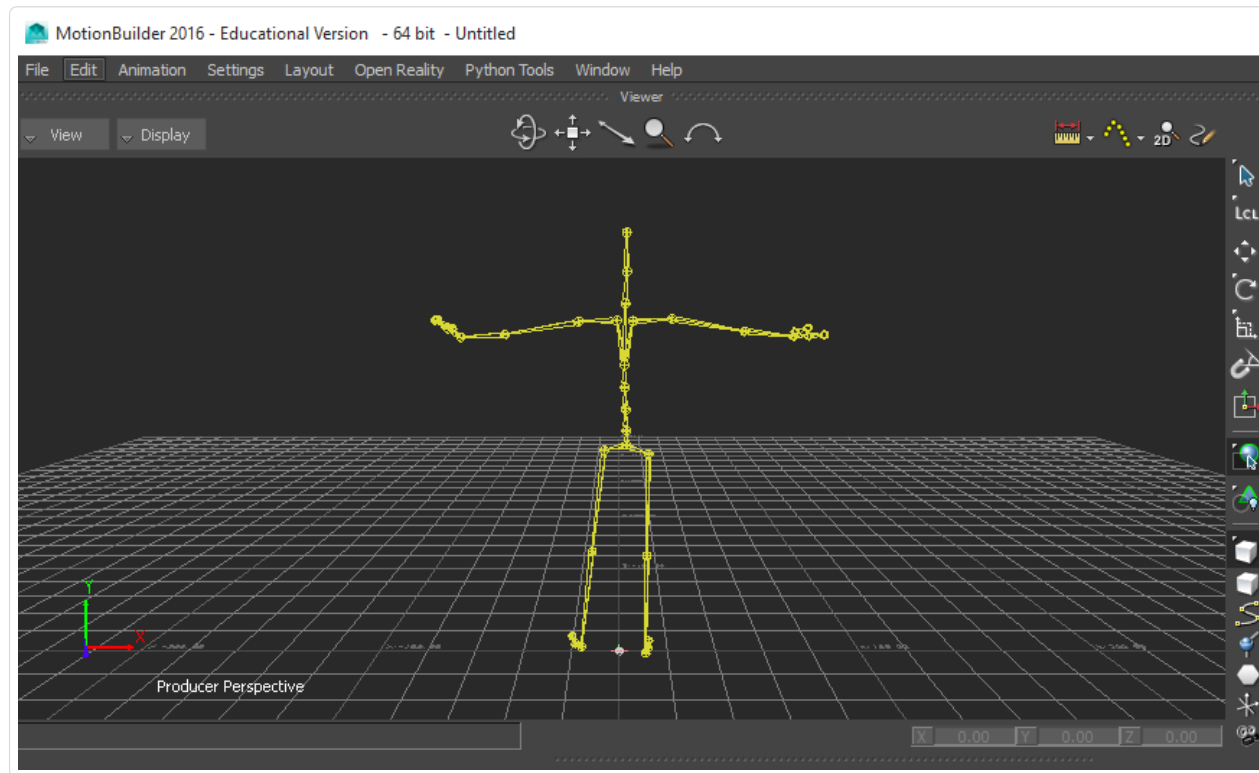 MotionBuilder 2016 - Educational Version - 64 bit - Untitled
File Edit Animation Settings Layout Open Reality Python Tools Window Help
Viewer
View Display 2D
LCL
Y
X
Producer Perspective
X 0.00 Y 0.00 Z 0.00